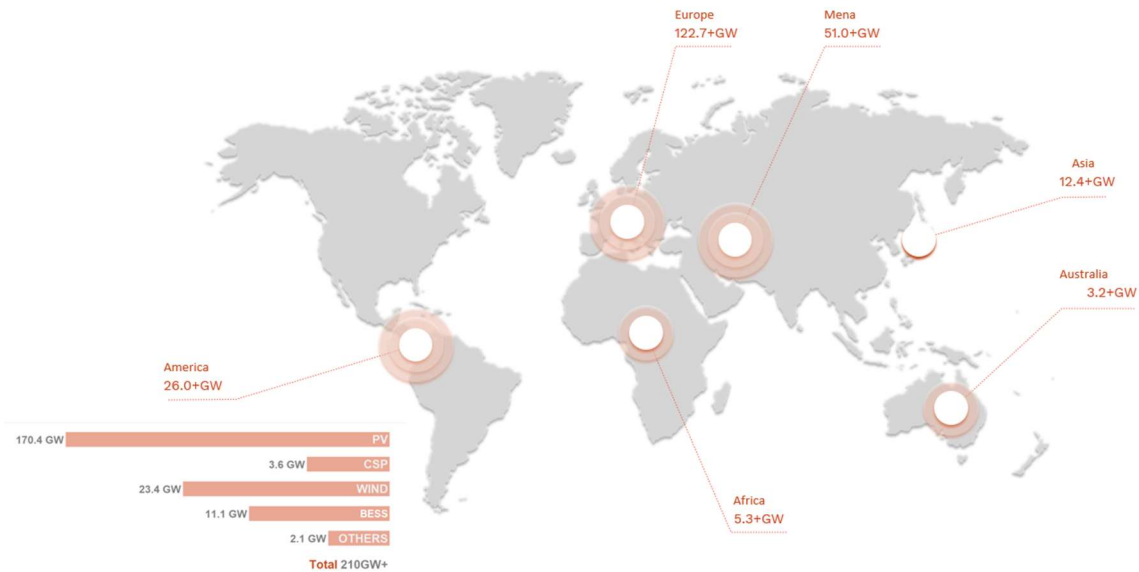 Europe
122.7+GW
Mena
51.0+GW
Asia
12.4+GW
Australia
3.2+GW
America
26.0+GW
Africa
5.3+GW
170.4 GW PV
3.6 GW CSP
23.4 GW WIND
11.1 GW BESS
2.1 GW OTHERS
Total 210GW+